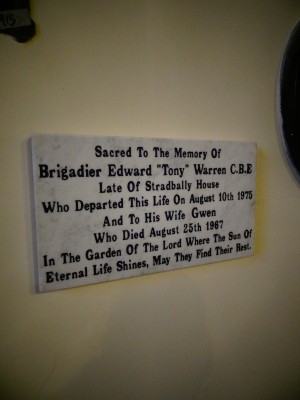 Sacred To The Memory Of
Brigadier Edward "Tony" Warren C.B.E
Late Of Stradbally House
Who Departed This Life On August 10th 1975
And To His Wife Gwen
Who Died August 25th 1967
In The Garden Of The Lord Where The Sun Of
Eternal Life Shines, May They Find Their Rest.